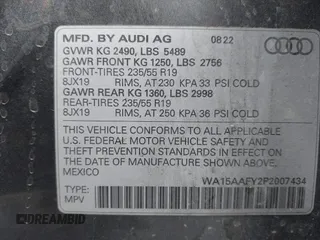 MFD. BY AUDI AG 08.22
GVWR KG 2490, LBS 5489
GAWR FRONT KG 1250, LBS 2756
FRONT-TIRES 235/55 R19
8JX19 RIMS, AT 230 KPA 33 PSI COLD
GAWR REAR KG 1360, LBS 2998
REAR-TIRES 235/55 R19
8JX19 RIMS, AT 250 KPA 36 PSI COLD
THIS VEHICLE CONFORMS TO ALL APPLICABLE
U.S. FEDERAL MOTOR VEHICLE SAFETY AND
THEFT PREVENTION STANDARDS IN EFFECT ON
THE DATE OF MANUFACTURE SHOWN ABOVE.
MEXICO
WA15AAFY2P2007434
TYPE:
MPV
DREAMBID